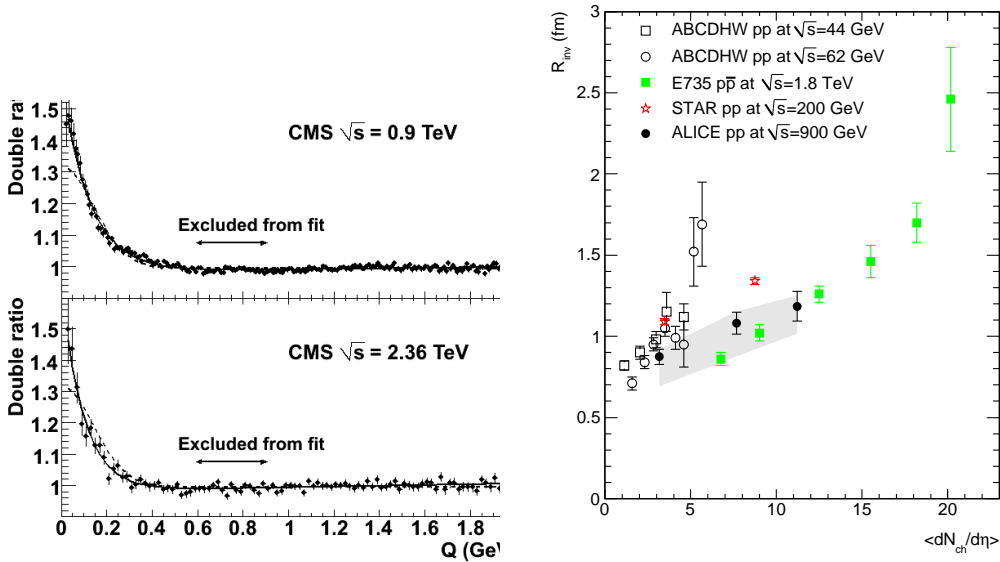 Double ra
1.5
1.4
1.3
1.2
1.1
1
CMS √s = 0.9 TeV
Excluded from fit
Double ratio
1.5
1.4
1.3
1.2
1.1
1
CMS √s = 2.36 TeV
Excluded from fit
0 0.2 0.4 0.6 0.8 1 1.2 1.4 1.6 1.8
Q (GeV
R_inv (fm)
3
2.5
2
1.5
1
0.5
0
ABCDHW pp at √s=44 GeV
ABCDHW pp at √s=62 GeV
E735 pp̅ at √s=1.8 TeV
STAR pp at √s=200 GeV
ALICE pp at √s=900 GeV
0 5 10 15 20
<dN_ch/dη>